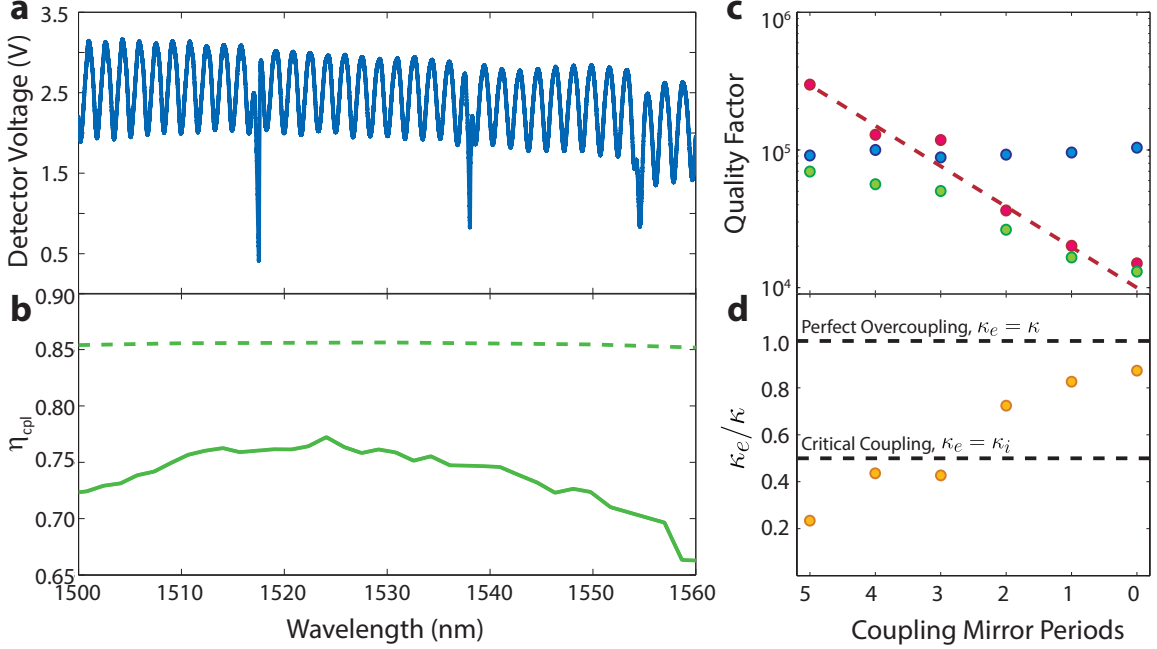 a
Detector Voltage (V)
3.5
2.5
1.5
0.5
b
η_cpl
0.90
0.85
0.80
0.75
0.70
0.65
1500
1510
1520
1530
1540
1550
1560
Wavelength (nm)
c
Quality Factor
10^6
10^5
10^4
d
κ_e/κ
Perfect Overcoupling, κ_e = κ
1.0
0.8
0.6
Critical Coupling, κ_e = κ_i
0.4
0.2
5
4
3
2
1
0
Coupling Mirror Periods